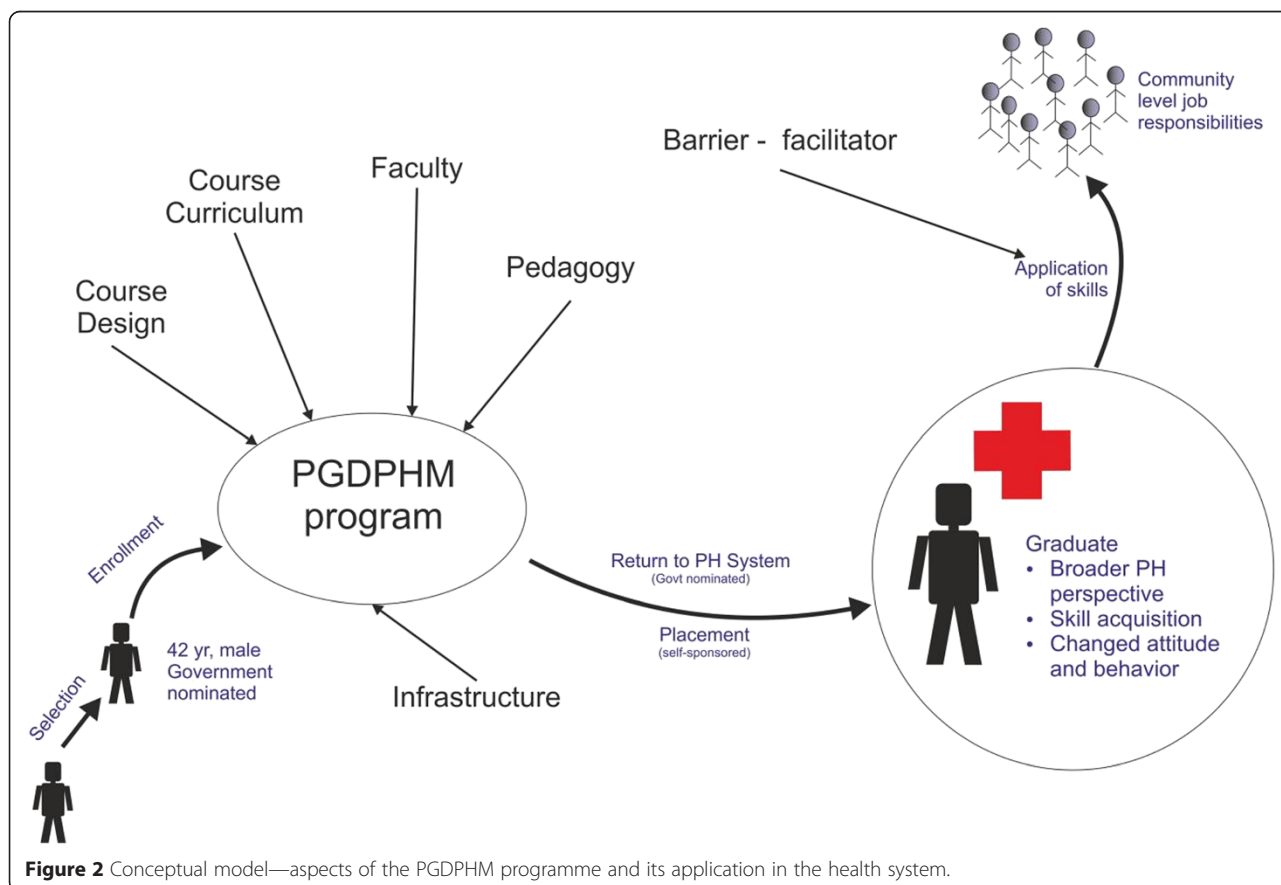 Community
level job
responsibilities
Barrier - facilitator
Faculty
Course
Curriculum
Pedagogy
Application
of skills
Course
Design
PGDPHM
program
Enrollment
Return to PH System
(Govt nominated)
Placement
(self-sponsored)
Graduate
• Broader PH
perspective
• Skill acquisition
• Changed attitude
and behavior
42 yr, male
Government
nominated
Infrastructure
Selection
Figure 2 Conceptual model—aspects of the PGDPHM programme and its application in the health system.